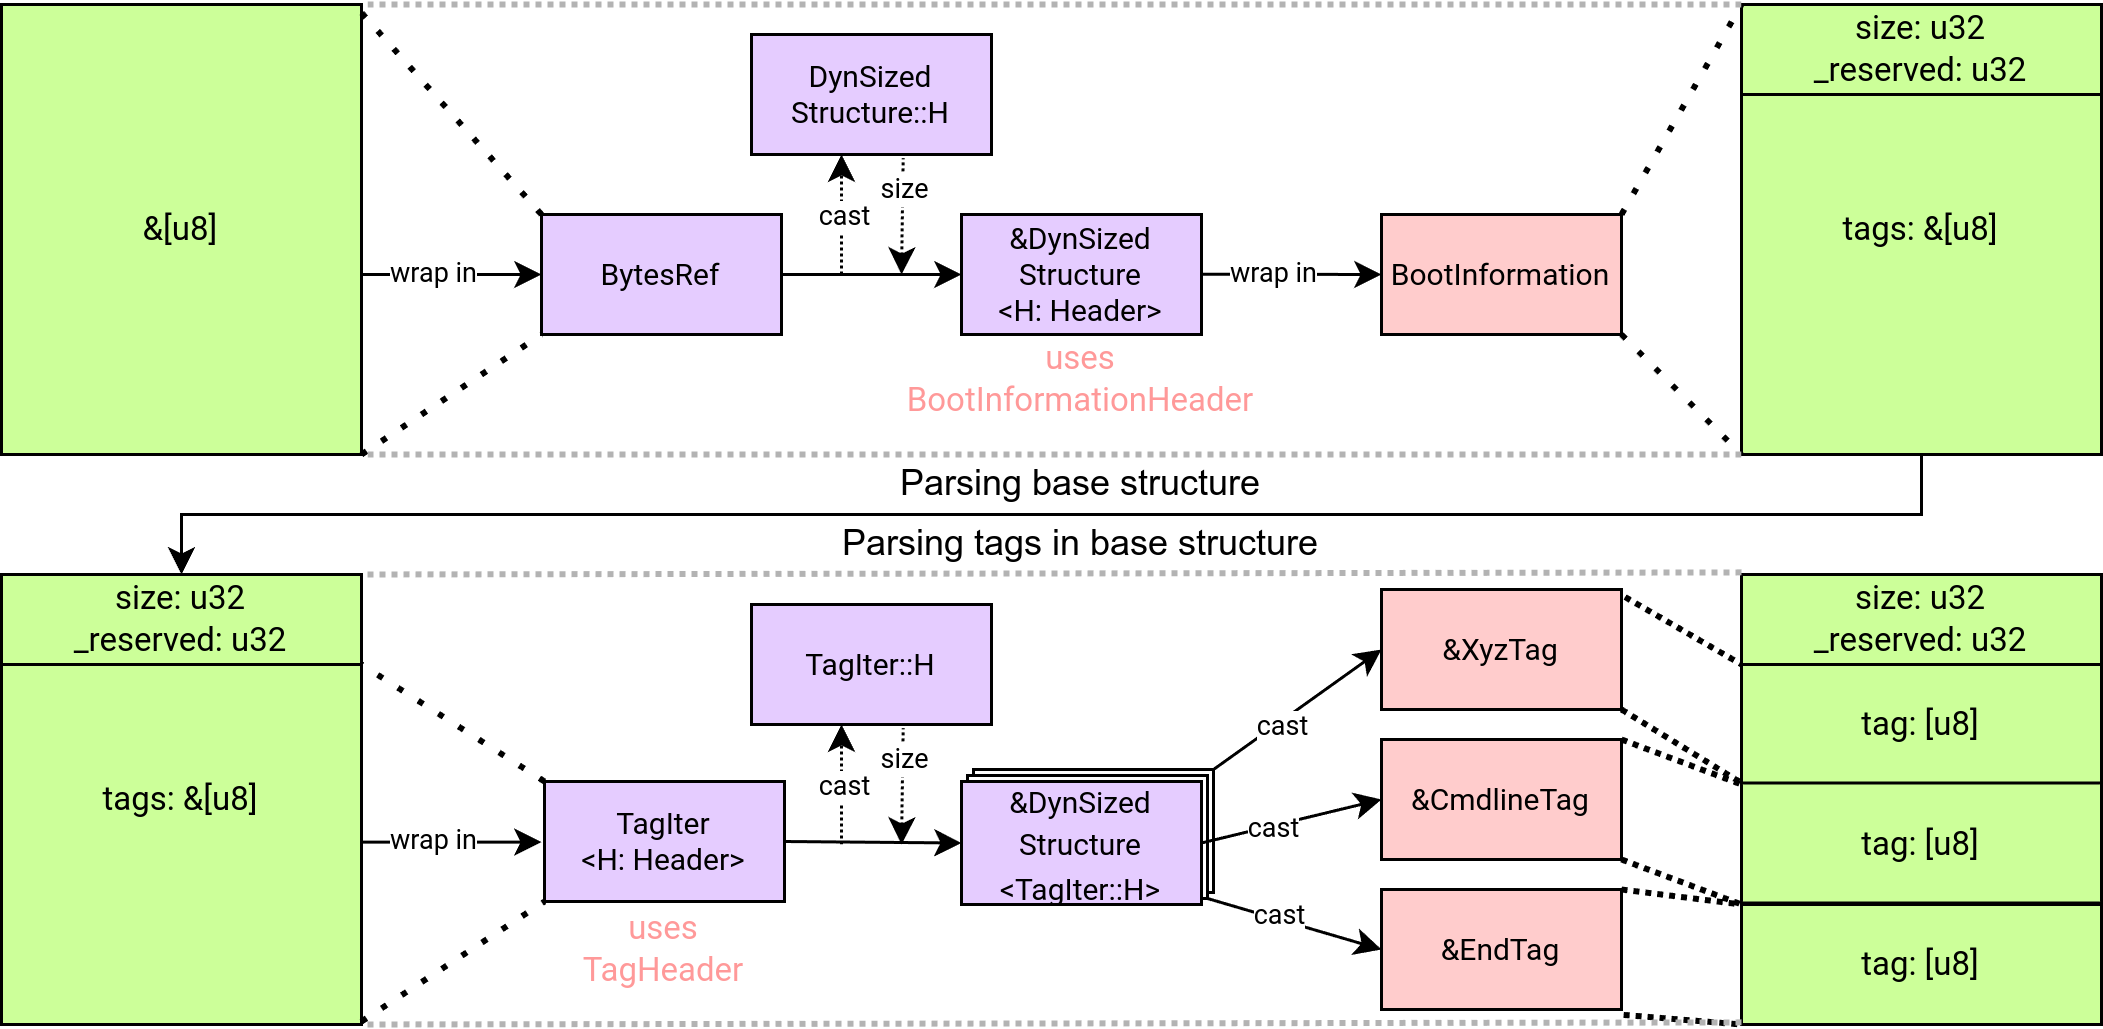 &[u8]
wrap in
BytesRef
DynSized
Structure::H
cast
size
&DynSized
Structure
<H: Header>
uses
BootInformationHeader
wrap in
BootInformation
size: u32
_reserved: u32
tags: &[u8]
Parsing base structure
Parsing tags in base structure
size: u32
_reserved: u32
tags: &[u8]
wrap in
TagIter
<H: Header>
uses
TagHeader
TagIter::H
cast
size
&DynSized
Structure
<TagIter::H>
cast
cast
cast
&XyzTag
&CmdlineTag
&EndTag
size: u32
_reserved: u32
tag: [u8]
tag: [u8]
tag: [u8]